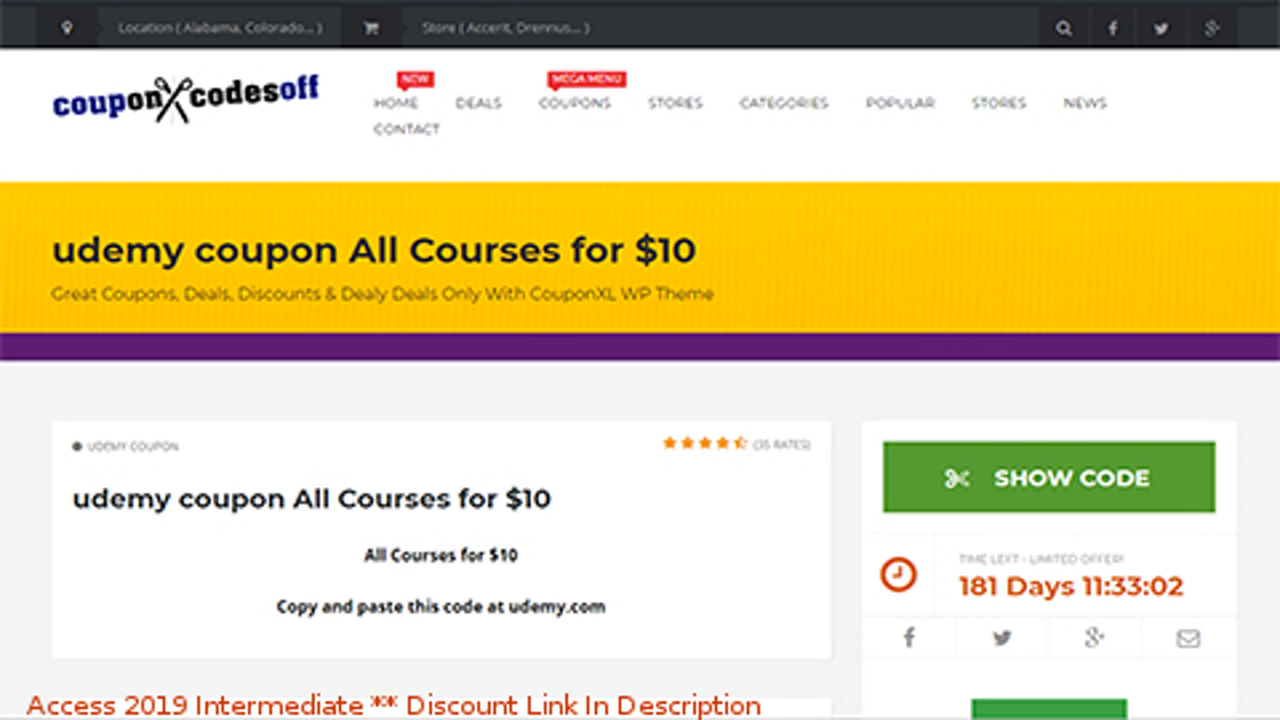 Location ( Alabama, Colorado... )
Store ( Accent, Drennus... )
couponcodesoff
NEW
MEGA MENU
HOME DEALS COUPONS STORES CATEGORIES POPULAR STORES NEWS
CONTACT
udemy coupon All Courses for $10
Great Coupons, Deals, Discounts & Dealy Deals Only With CouponXL WP Theme
UDEMY COUPON
(35 RATES)
udemy coupon All Courses for $10
All Courses for $10
Copy and paste this code at udemy.com
SHOW CODE
TIME LEFT - LIMITED OFFER!
181 Days 11:33:02
Access 2019 Intermediate ** Discount Link In Description